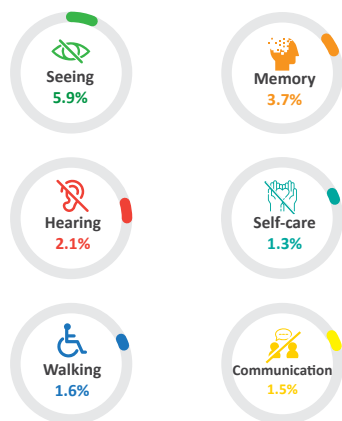 Seeing
5.9%
Memory
3.7%
Hearing
2.1%
Self-care
1.3%
Walking
1.6%
Communication
1.5%